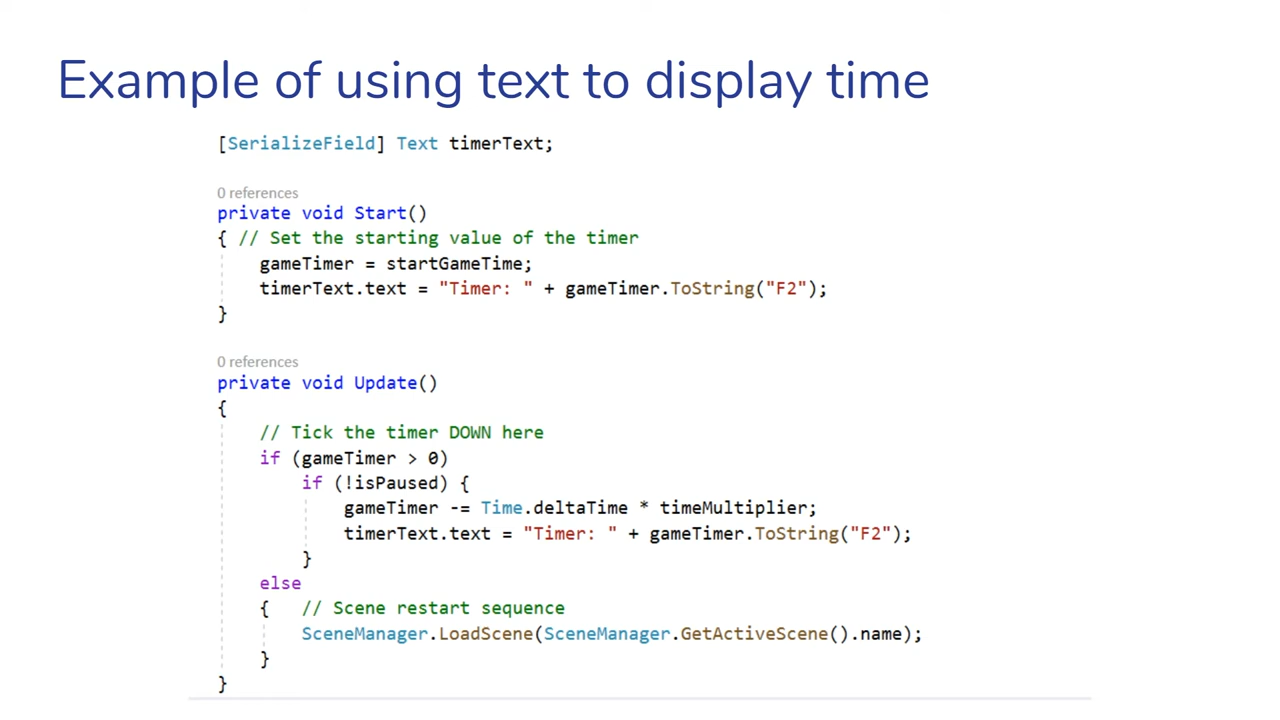 Example of using text to display time
[SerializeField] Text timerText;
0 references
private void Start()
{ // Set the starting value of the timer
gameTimer = startGameTime;
timerText.text = "Timer: " + gameTimer.ToString("F2");
}
0 references
private void Update()
{
// Tick the timer DOWN here
if (gameTimer > 0)
if (!isPaused) {
gameTimer -= Time.deltaTime * timeMultiplier;
timerText.text = "Timer: " + gameTimer.ToString("F2");
}
else
{ // Scene restart sequence
SceneManager.LoadScene(SceneManager.GetActiveScene().name);
}
}